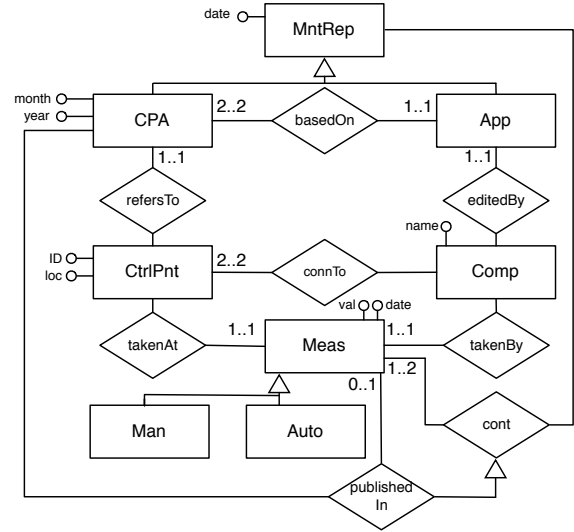 date
MntRep
month
year
CPA
2..2
basedOn
1..1
App
1..1
1..1
refersTo
editedBy
name
ID
loc
CtrlPnt
2..2
connTo
Comp
val
date
takenAt
1..1
Meas
1..1
takenBy
0..1
1..2
Man
Auto
cont
published
In